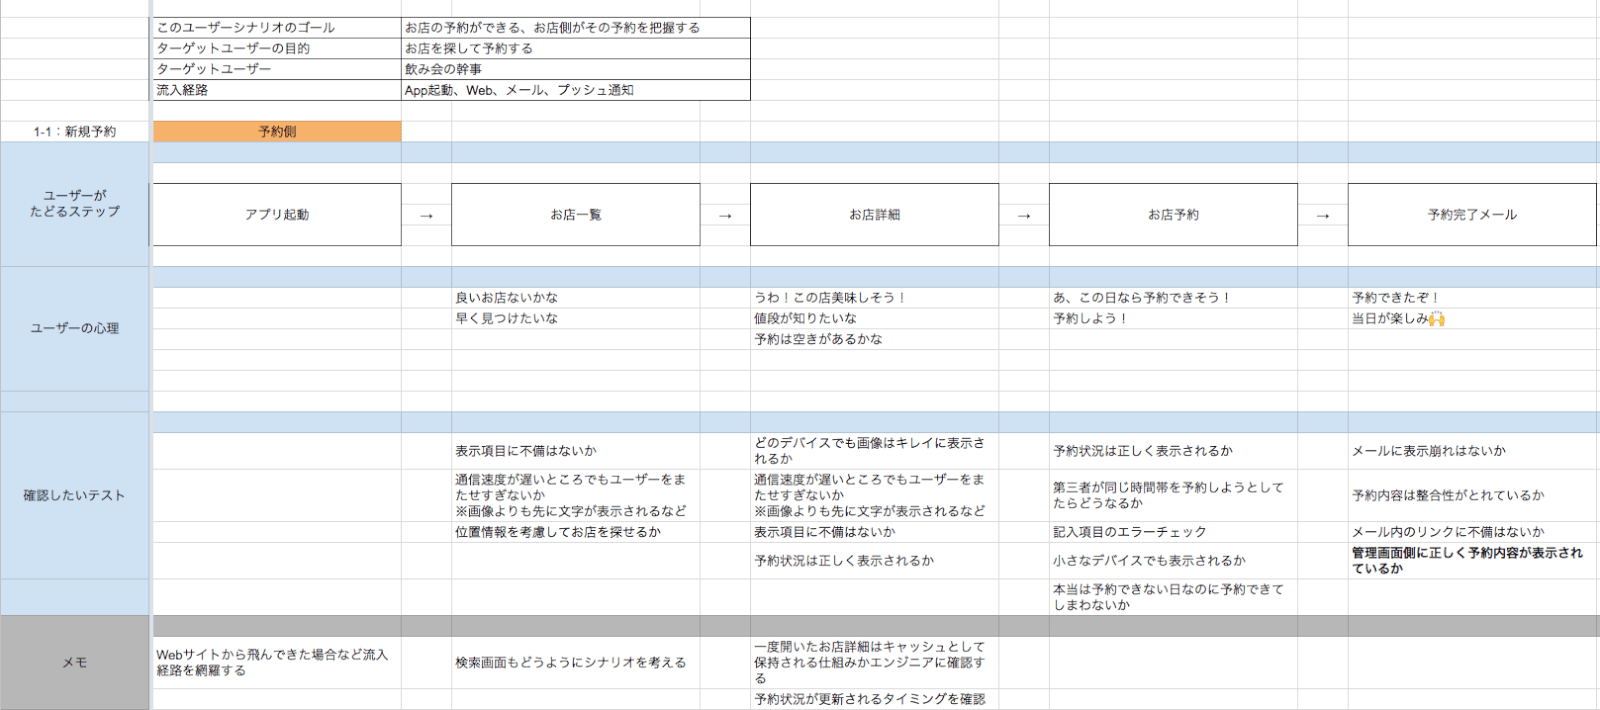 このユーザーシナリオのゴール お店の予約ができる、お店側がその予約を把握する
ターゲットユーザーの目的 お店を探して予約する
ターゲットユーザー 飲み会の幹事
流入経路 App起動、Web、メール、プッシュ通知
1-1：新規予約 予約側
ユーザーが
たどるステップ
アプリ起動 → お店一覧 → お店詳細 → お店予約 → 予約完了メール
ユーザーの心理
良いお店ないかな
早く見つけたいな
うわ！この店美味しそう！
値段が知りたいな
予約は空きがあるかな
あ、この日なら予約できそう！
予約しよう！
予約できたぞ！
当日が楽しみ🙌
確認したいテスト
表示項目に不備はないか
通信速度が遅いところでもユーザーをま
たせすぎないか
※画像よりも先に文字が表示されるなど
位置情報を考慮してお店を探せるか
どのデバイスでも画像はキレイに表示さ
れるか
通信速度が遅いところでもユーザーをま
たせすぎないか
※画像よりも先に文字が表示されるなど
表示項目に不備はないか
予約状況は正しく表示されるか
予約状況は正しく表示されるか
第三者が同じ時間帯を予約しようとして
たらどうなるか
記入項目のエラーチェック
小さなデバイスでも表示されるか
本当は予約できない日なのに予約できて
しまわないか
メールに表示崩れはないか
予約内容は整合性がとれているか
メール内のリンクに不備はないか
管理画面側に正しく予約内容が表示され
ているか
メモ
Webサイトから飛んできた場合など流入
経路を網羅する
検索画面もどうようにシナリオを考える
一度開いたお店詳細はキャッシュとして
保持される仕組みかエンジニアに確認す
る
予約状況が更新されるタイミングを確認